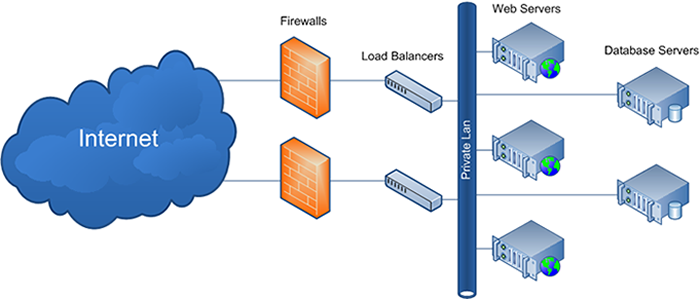 Internet
Firewalls
Load Balancers
Private Lan
Web Servers
Database Servers